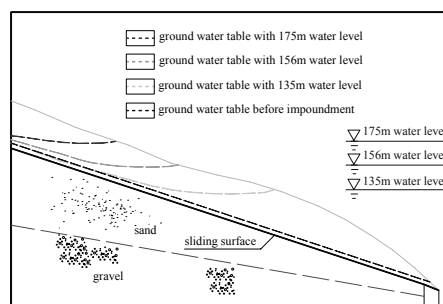 ground water table with 175m water level
ground water table with 156m water level
ground water table with 135m water level
ground water table before impoundment
175m water level
156m water level
135m water level
sand
sliding surface
gravel